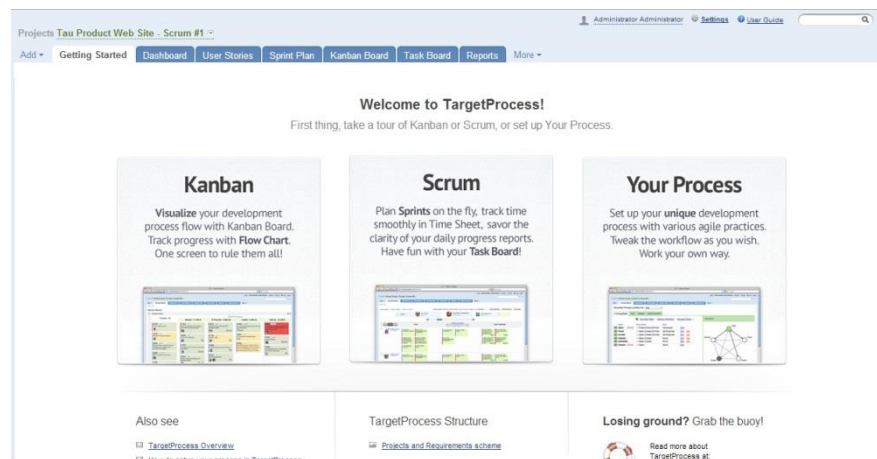 Administrator Administrator Settings User Guide
Projects Tau Product Web Site - Scrum #1
Add Getting Started Dashboard User Stories Sprint Plan Kanban Board Task Board Reports More
Welcome to TargetProcess!
First thing, take a tour of Kanban or Scrum, or set up Your Process.
Kanban
Visualize your development
process flow with Kanban Board.
Track progress with Flow Chart.
One screen to rule them all!
Scrum
Plan Sprints on the fly, track time
smoothly in Time Sheet, savor the
clarity of your daily progress reports.
Have fun with your Task Board!
Your Process
Set up your unique development
process with various agile practices.
Tweak the workflow as you wish.
Work your own way.
Also see
TargetProcess Overview
TargetProcess Structure
Projects and Requirements scheme
Losing ground? Grab the buoy!
Read more about
TargetProcess at: